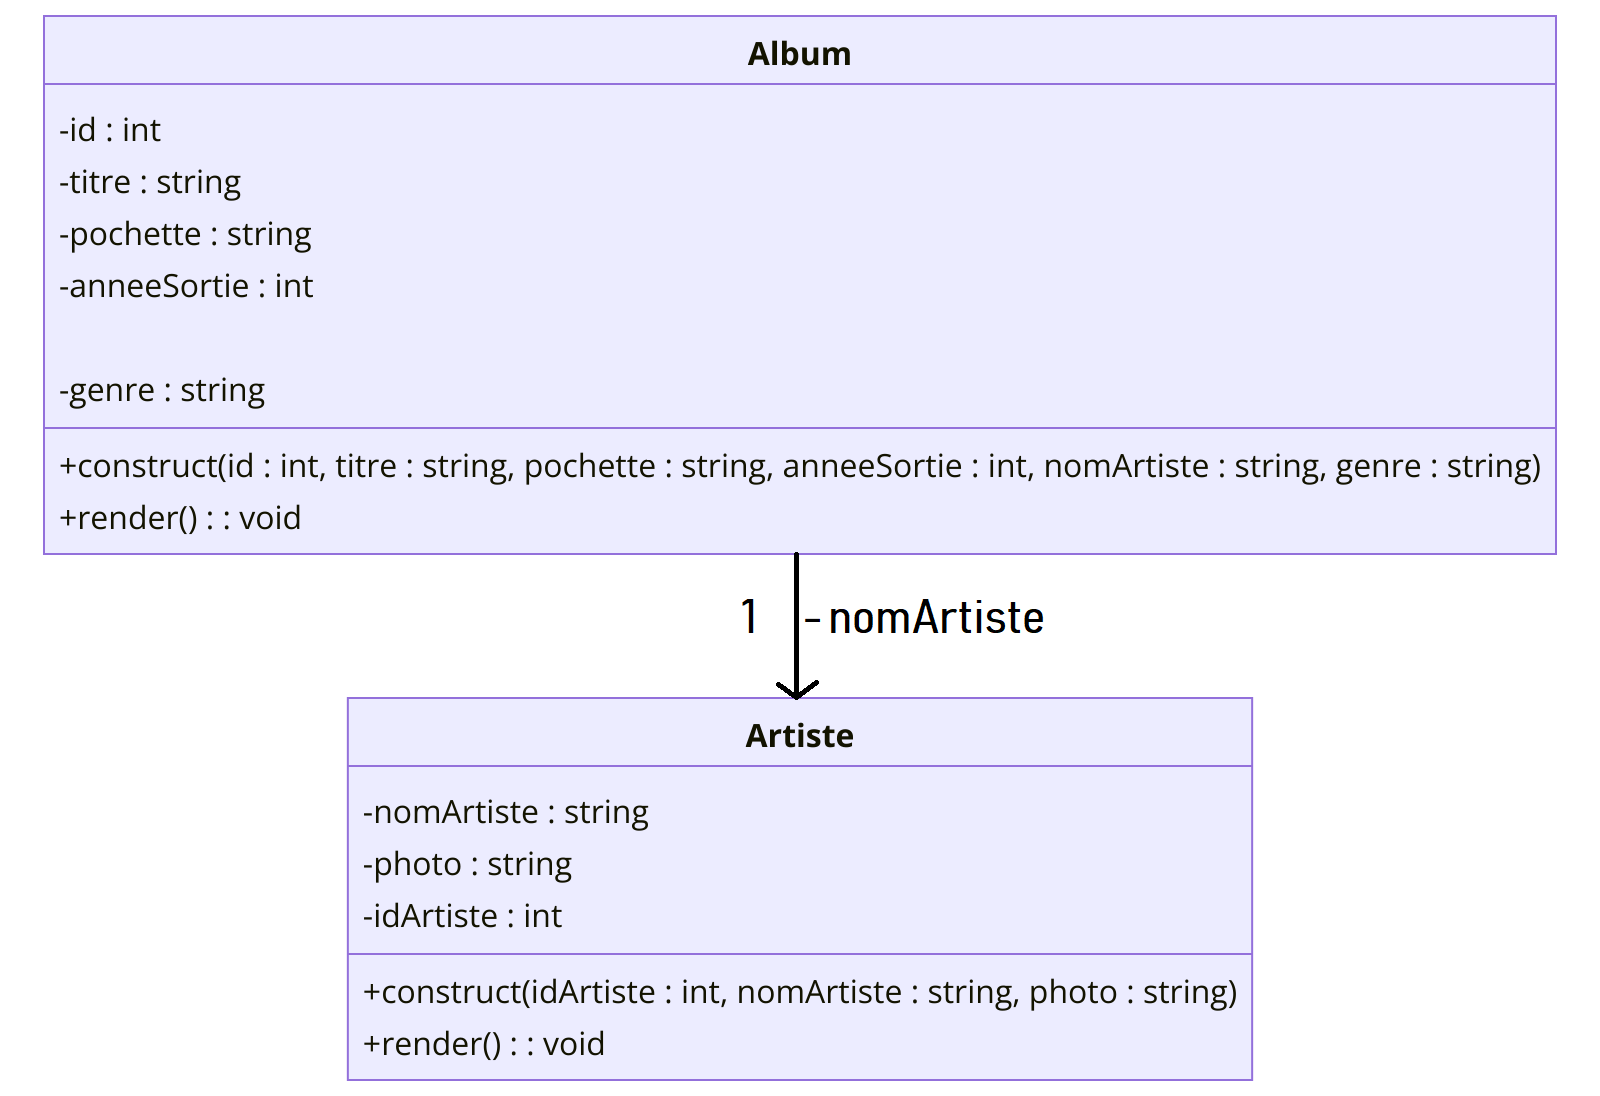 Album
-id : int
-titre : string
-pochette : string
-anneeSortie : int
-genre : string
+construct(id : int, titre : string, pochette : string, anneeSortie : int, nomArtiste : string, genre : string)
+render() : : void
1 - nomArtiste
Artiste
-nomArtiste : string
-photo : string
-idArtiste : int
+construct(idArtiste : int, nomArtiste : string, photo : string)
+render() : : void